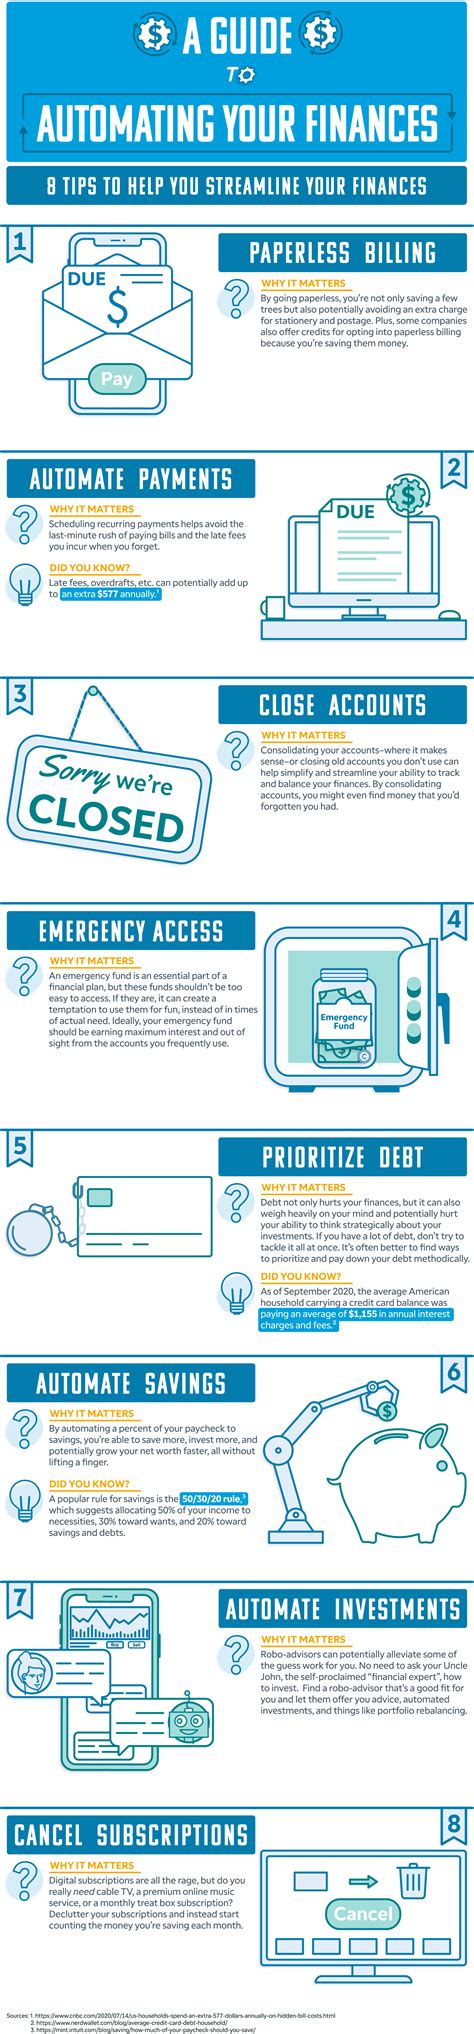 A GUIDE
TO
AUTOMATING YOUR FINANCES
8 TIPS TO HELP YOU STREAMLINE YOUR FINANCES
1
DUE
$
Pay
PAPERLESS BILLING
WHY IT MATTERS
By going paperless, you're not only saving a few
trees but also potentially avoiding an extra charge
for stationery and postage. Plus, some companies
also offer credits for opting into paperless billing
because you're saving them money.
2
AUTOMATE PAYMENTS
WHY IT MATTERS
Scheduling recurring payments helps avoid the
last-minute rush of paying bills and the late fees
you incur when you forget.
DID YOU KNOW?
Late fees, overdrafts, etc. can potentially add up
to an extra $577 annually.1
DUE
$
3
Sorry we're
CLOSED
CLOSE ACCOUNTS
WHY IT MATTERS
Consolidating your accounts–where it makes
sense–or closing old accounts you don't use can
help simplify and streamline your ability to track
and balance your finances. By consolidating
accounts, you might even find money that you'd
forgotten you had.
4
EMERGENCY ACCESS
WHY IT MATTERS
An emergency fund is an essential part of a
financial plan, but these funds shouldn't be too
easy to access. If they are, it can create a
temptation to use them for fun, instead of in times
of actual need. Ideally, your emergency fund
should be earning maximum interest and out of
sight from the accounts you frequently use.
Emergency
Fund
5
PRIORITIZE DEBT
WHY IT MATTERS
Debt not only hurts your finances, but it can also
weigh heavily on your mind and potentially hurt
your ability to think strategically about your
investments. If you have a lot of debt, don't try to
tackle it all at once. It's often better to find ways
to prioritize and pay down your debt methodically.
DID YOU KNOW?
As of September 2020, the average American
household carrying a credit card balance was
paying an average of $1,155 in annual interest
charges and fees.2
6
AUTOMATE SAVINGS
WHY IT MATTERS
By automating a percent of your paycheck to
savings, you're able to save more, invest more, and
potentially grow your net worth faster, all without
lifting a finger.
DID YOU KNOW?
A popular rule for savings is the 50/30/20 rule,3
which suggests allocating 50% of your income to
necessities, 30% toward wants, and 20% toward
savings and debts.
$
7
Buy Sell
AUTOMATE INVESTMENTS
WHY IT MATTERS
Robo-advisors can potentially alleviate some of
the guess work for you. No need to ask your Uncle
John, the self-proclaimed "financial expert", how
to invest. Find a robo-advisor that's a good fit for
you and let them offer you advice, automated
investments, and things like portfolio rebalancing.
8
CANCEL SUBSCRIPTIONS
WHY IT MATTERS
Digital subscriptions are all the rage, but do you
really need cable TV, a premium online music
service, or a monthly treat box subscription?
Declutter your subscriptions and instead start
counting the money you're saving each month.
Cancel
Sources: 1. https://www.cnbc.com/2020/07/14/us-households-spend-an-extra-577-dollars-annually-on-hidden-bill-costs.html
2. https://www.nerdwallet.com/blog/average-credit-card-debt-household/
3. https://mint.intuit.com/blog/saving/how-much-of-your-paycheck-should-you-save/